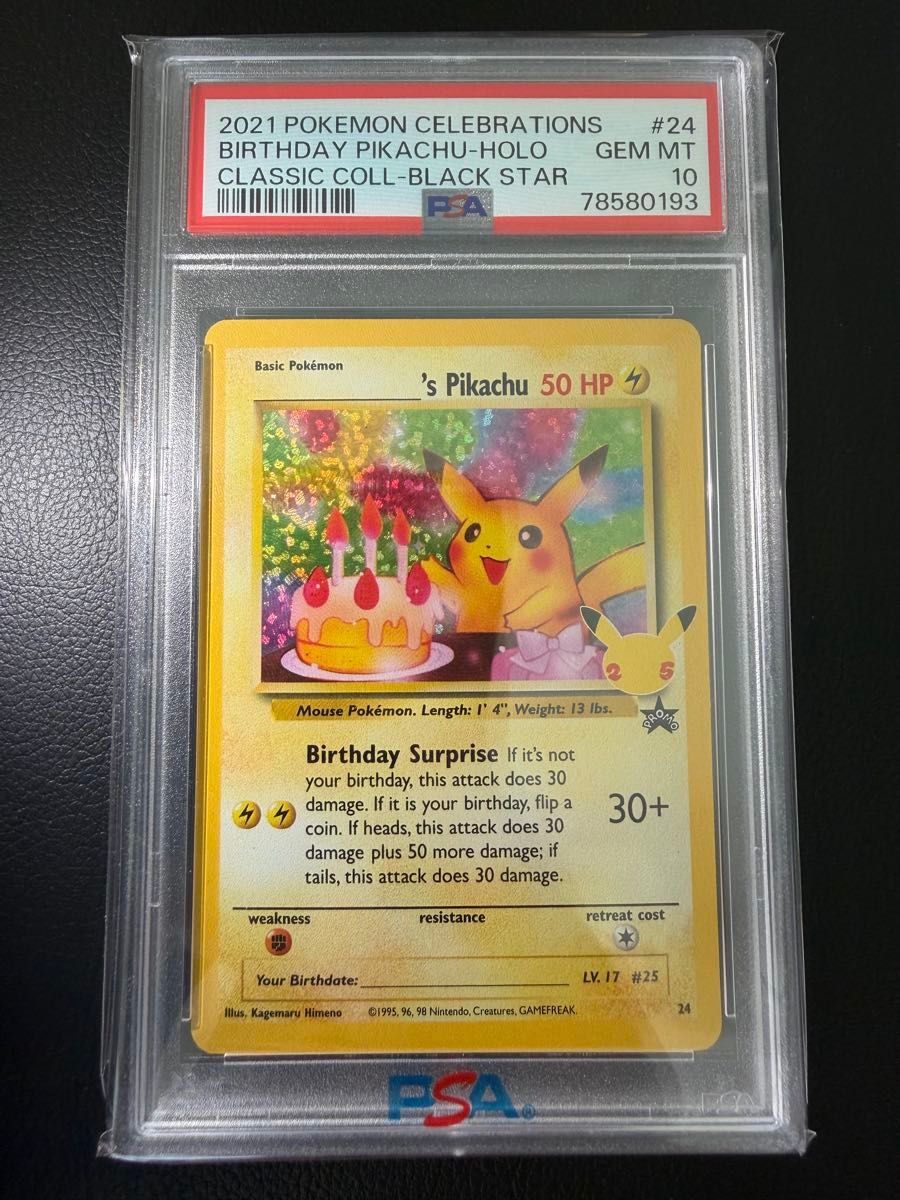 2021 POKEMON CELEBRATIONS #24
BIRTHDAY PIKACHU-HOLO GEM MT
CLASSIC COLL-BLACK STAR 10
PSA 78580193
Basic Pokémon
________'s Pikachu 50 HP
25
Mouse Pokémon. Length: 1' 4", Weight: 13 lbs.
PROMO
Birthday Surprise If it's not
your birthday, this attack does 30
damage. If it is your birthday, flip a
coin. If heads, this attack does 30
damage plus 50 more damage; if
tails, this attack does 30 damage.
30+
weakness resistance retreat cost
Your Birthdate: ________ LV. 17 #25
Illus. Kagemaru Himeno ©1995, 96, 98 Nintendo, Creatures, GAMEFREAK. 24
PSA®
PSA